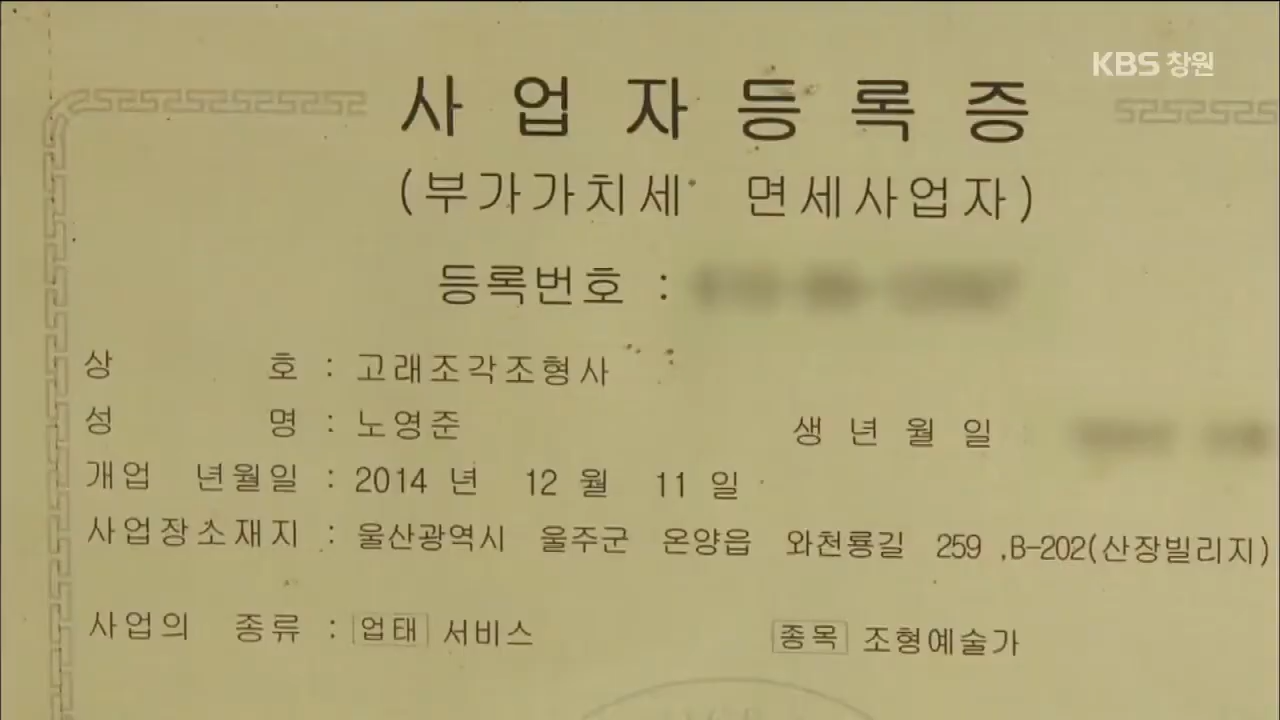 KBS 창원
사업자등록증
(부가가치세 면세사업자)
등록번호 :
상 호 : 고래조각조형사
성 명 : 노영준 생 년 월 일
개업 년월일 : 2014 년 12 월 11 일
사업장소재지 : 울산광역시 울주군 온양읍 와천룡길 259 ,B-202(산장빌리지)
사업의 종류 : 업태 서비스 종목 조형예술가